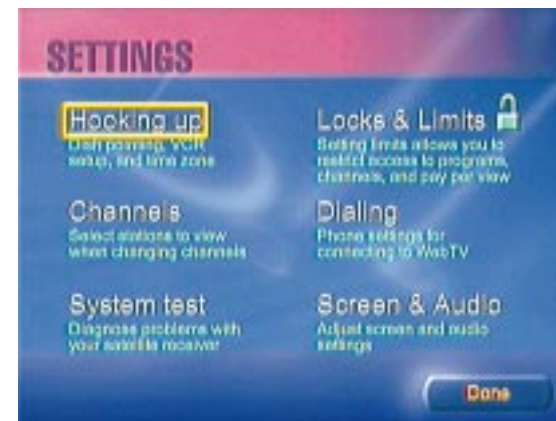 SETTINGS
Hooking up
Dish pointing, VCR
setup, and time zone
Locks & Limits
Setting limits allows you to
restrict access to programs,
channels, and pay per view
Channels
Select stations to view
when changing channels
Dialing
Phone settings for
connecting to WebTV
System test
Diagnose problems with
your satellite receiver
Screen & Audio
Adjust screen and audio
settings
Done